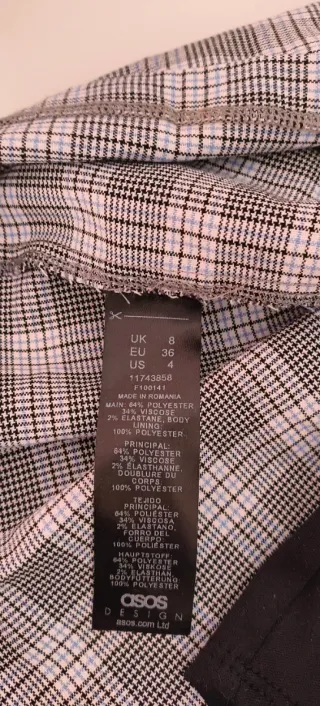 UK 8
EU 36
US 4
11743858
F100141
MADE IN ROMANIA
MAIN: 64% POLYESTER,
34% VISCOSE
2% ELASTANE, BODY
LINING:
100% POLYESTER
PRINCIPAL:
64% POLYESTER
34% VISCOSE
2% ÉLASTHANNE,
DOUBLURE DU
CORPS
100% POLYESTER
TEJIDO
PRINCIPAL:
64% POLIÉSTER
34% VISCOSA
2% ELASTANO,
FORRO DEL
CUERPO
100% POLIÉSTER
HAUPTSTOFF:
64% POLYESTER
34% VISKOSE
2% ELASTHAN
BODYFÜTTERUNG
100% POLYESTER
asos
DESIGN
asos.com Ltd